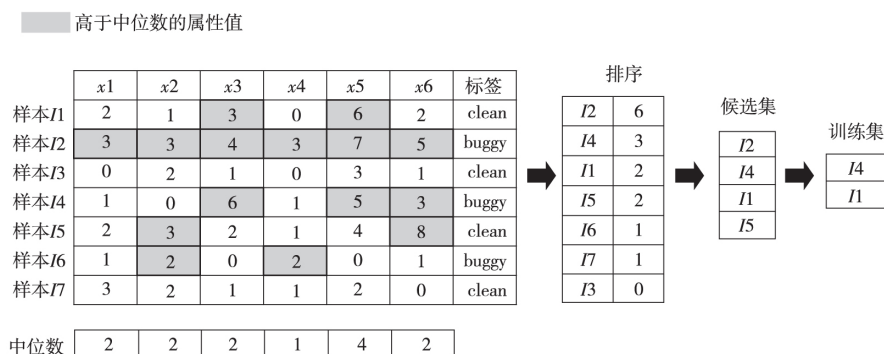 高于中位数的属性值
x1 x2 x3 x4 x5 x6 标签
样本I1 2 1 3 0 6 2 clean
样本I2 3 3 4 3 7 5 buggy
样本I3 0 2 1 0 3 1 clean
样本I4 1 0 6 1 5 3 buggy
样本I5 2 3 2 1 4 8 clean
样本I6 1 2 0 2 0 1 buggy
样本I7 3 2 1 1 2 0 clean
中位数 2 2 2 1 4 2
排序
I2 6
I4 3
I1 2
I5 2
I6 1
I7 1
I3 0
候选集
I2
I4
I1
I5
训练集
I4
I1